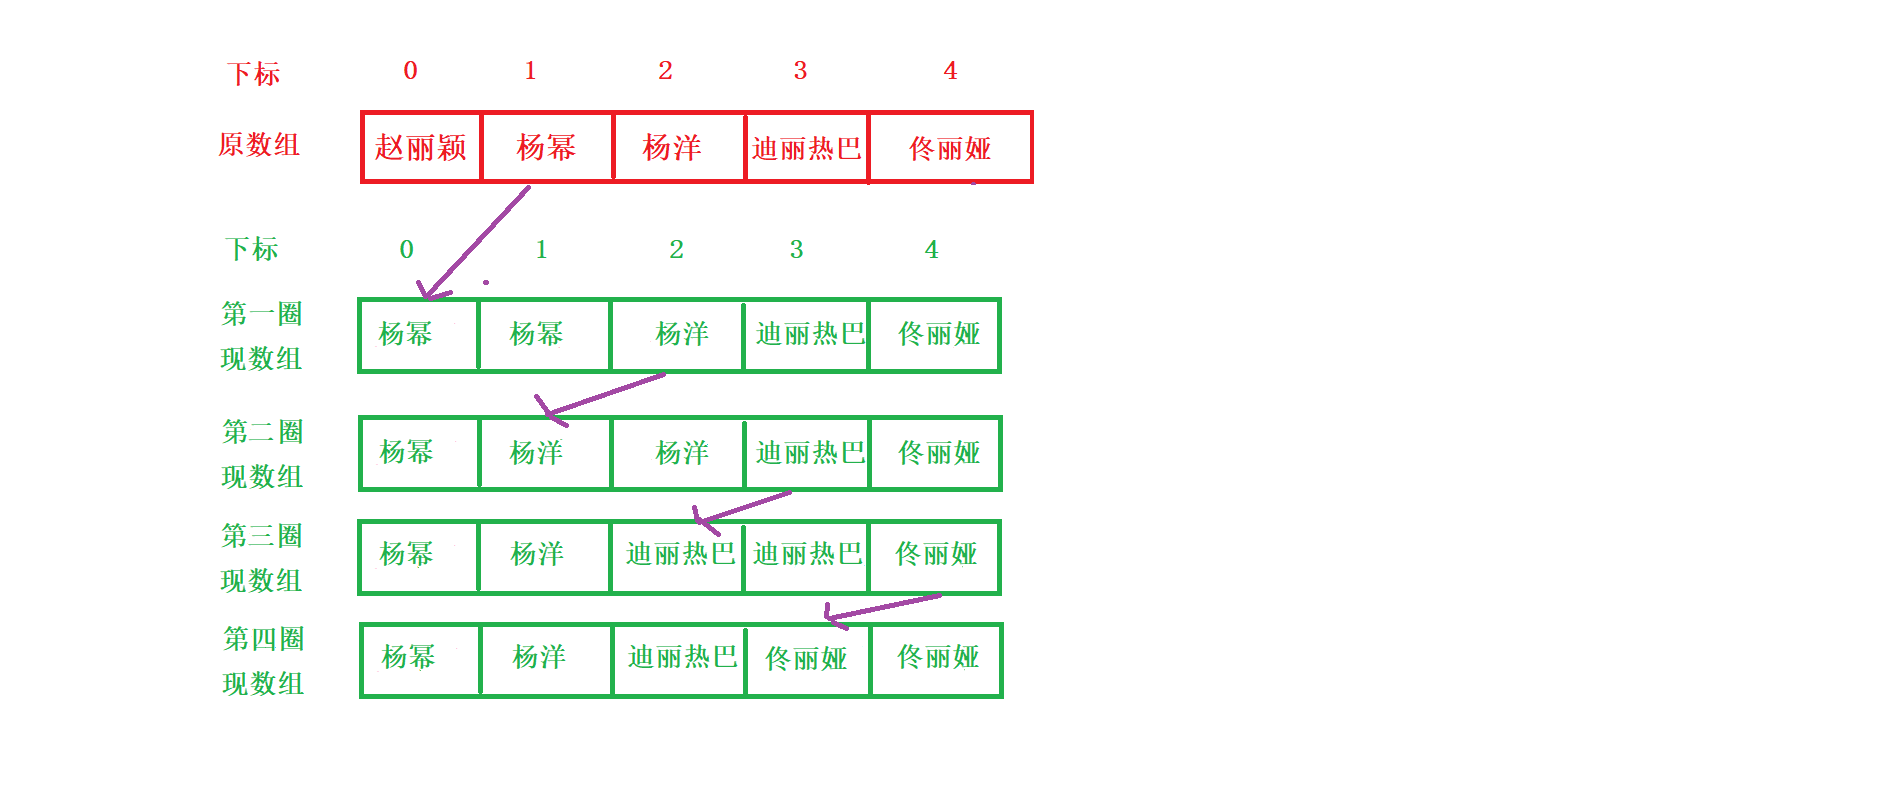 下标 0 1 2 3 4
原数组 赵丽颖 杨幂 杨洋 迪丽热巴 佟丽娅
下标 0 1 2 3 4
第一圈
现数组 杨幂 杨幂 杨洋 迪丽热巴 佟丽娅
第二圈
现数组 杨幂 杨洋 杨洋 迪丽热巴 佟丽娅
第三圈
现数组 杨幂 杨洋 迪丽热巴 迪丽热巴 佟丽娅
第四圈
现数组 杨幂 杨洋 迪丽热巴 佟丽娅 佟丽娅